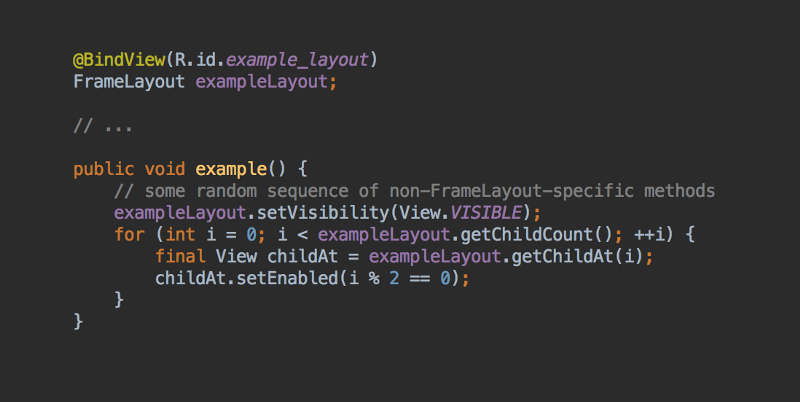 @BindView(R.id.example_layout)
FrameLayout exampleLayout;
// ...
public void example() {
// some random sequence of non-FrameLayout-specific methods
exampleLayout.setVisibility(View.VISIBLE);
for (int i = 0; i < exampleLayout.getChildCount(); ++i) {
final View childAt = exampleLayout.getChildAt(i);
childAt.setEnabled(i % 2 == 0);
}
}